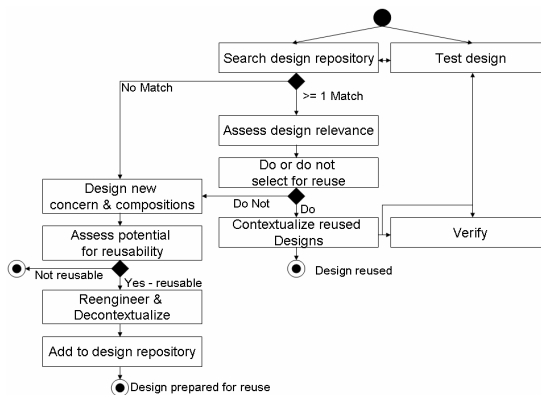 Search design repository
Test design
No Match
>= 1 Match
Assess design relevance
Do or do not
select for reuse
Design new
concern & compositions
Do Not
Do
Contextualize reused
Designs
Verify
Assess potential
for reusability
Design reused
Not reusable
Yes - reusable
Reengineer &
Decontextualize
Add to design repository
Design prepared for reuse